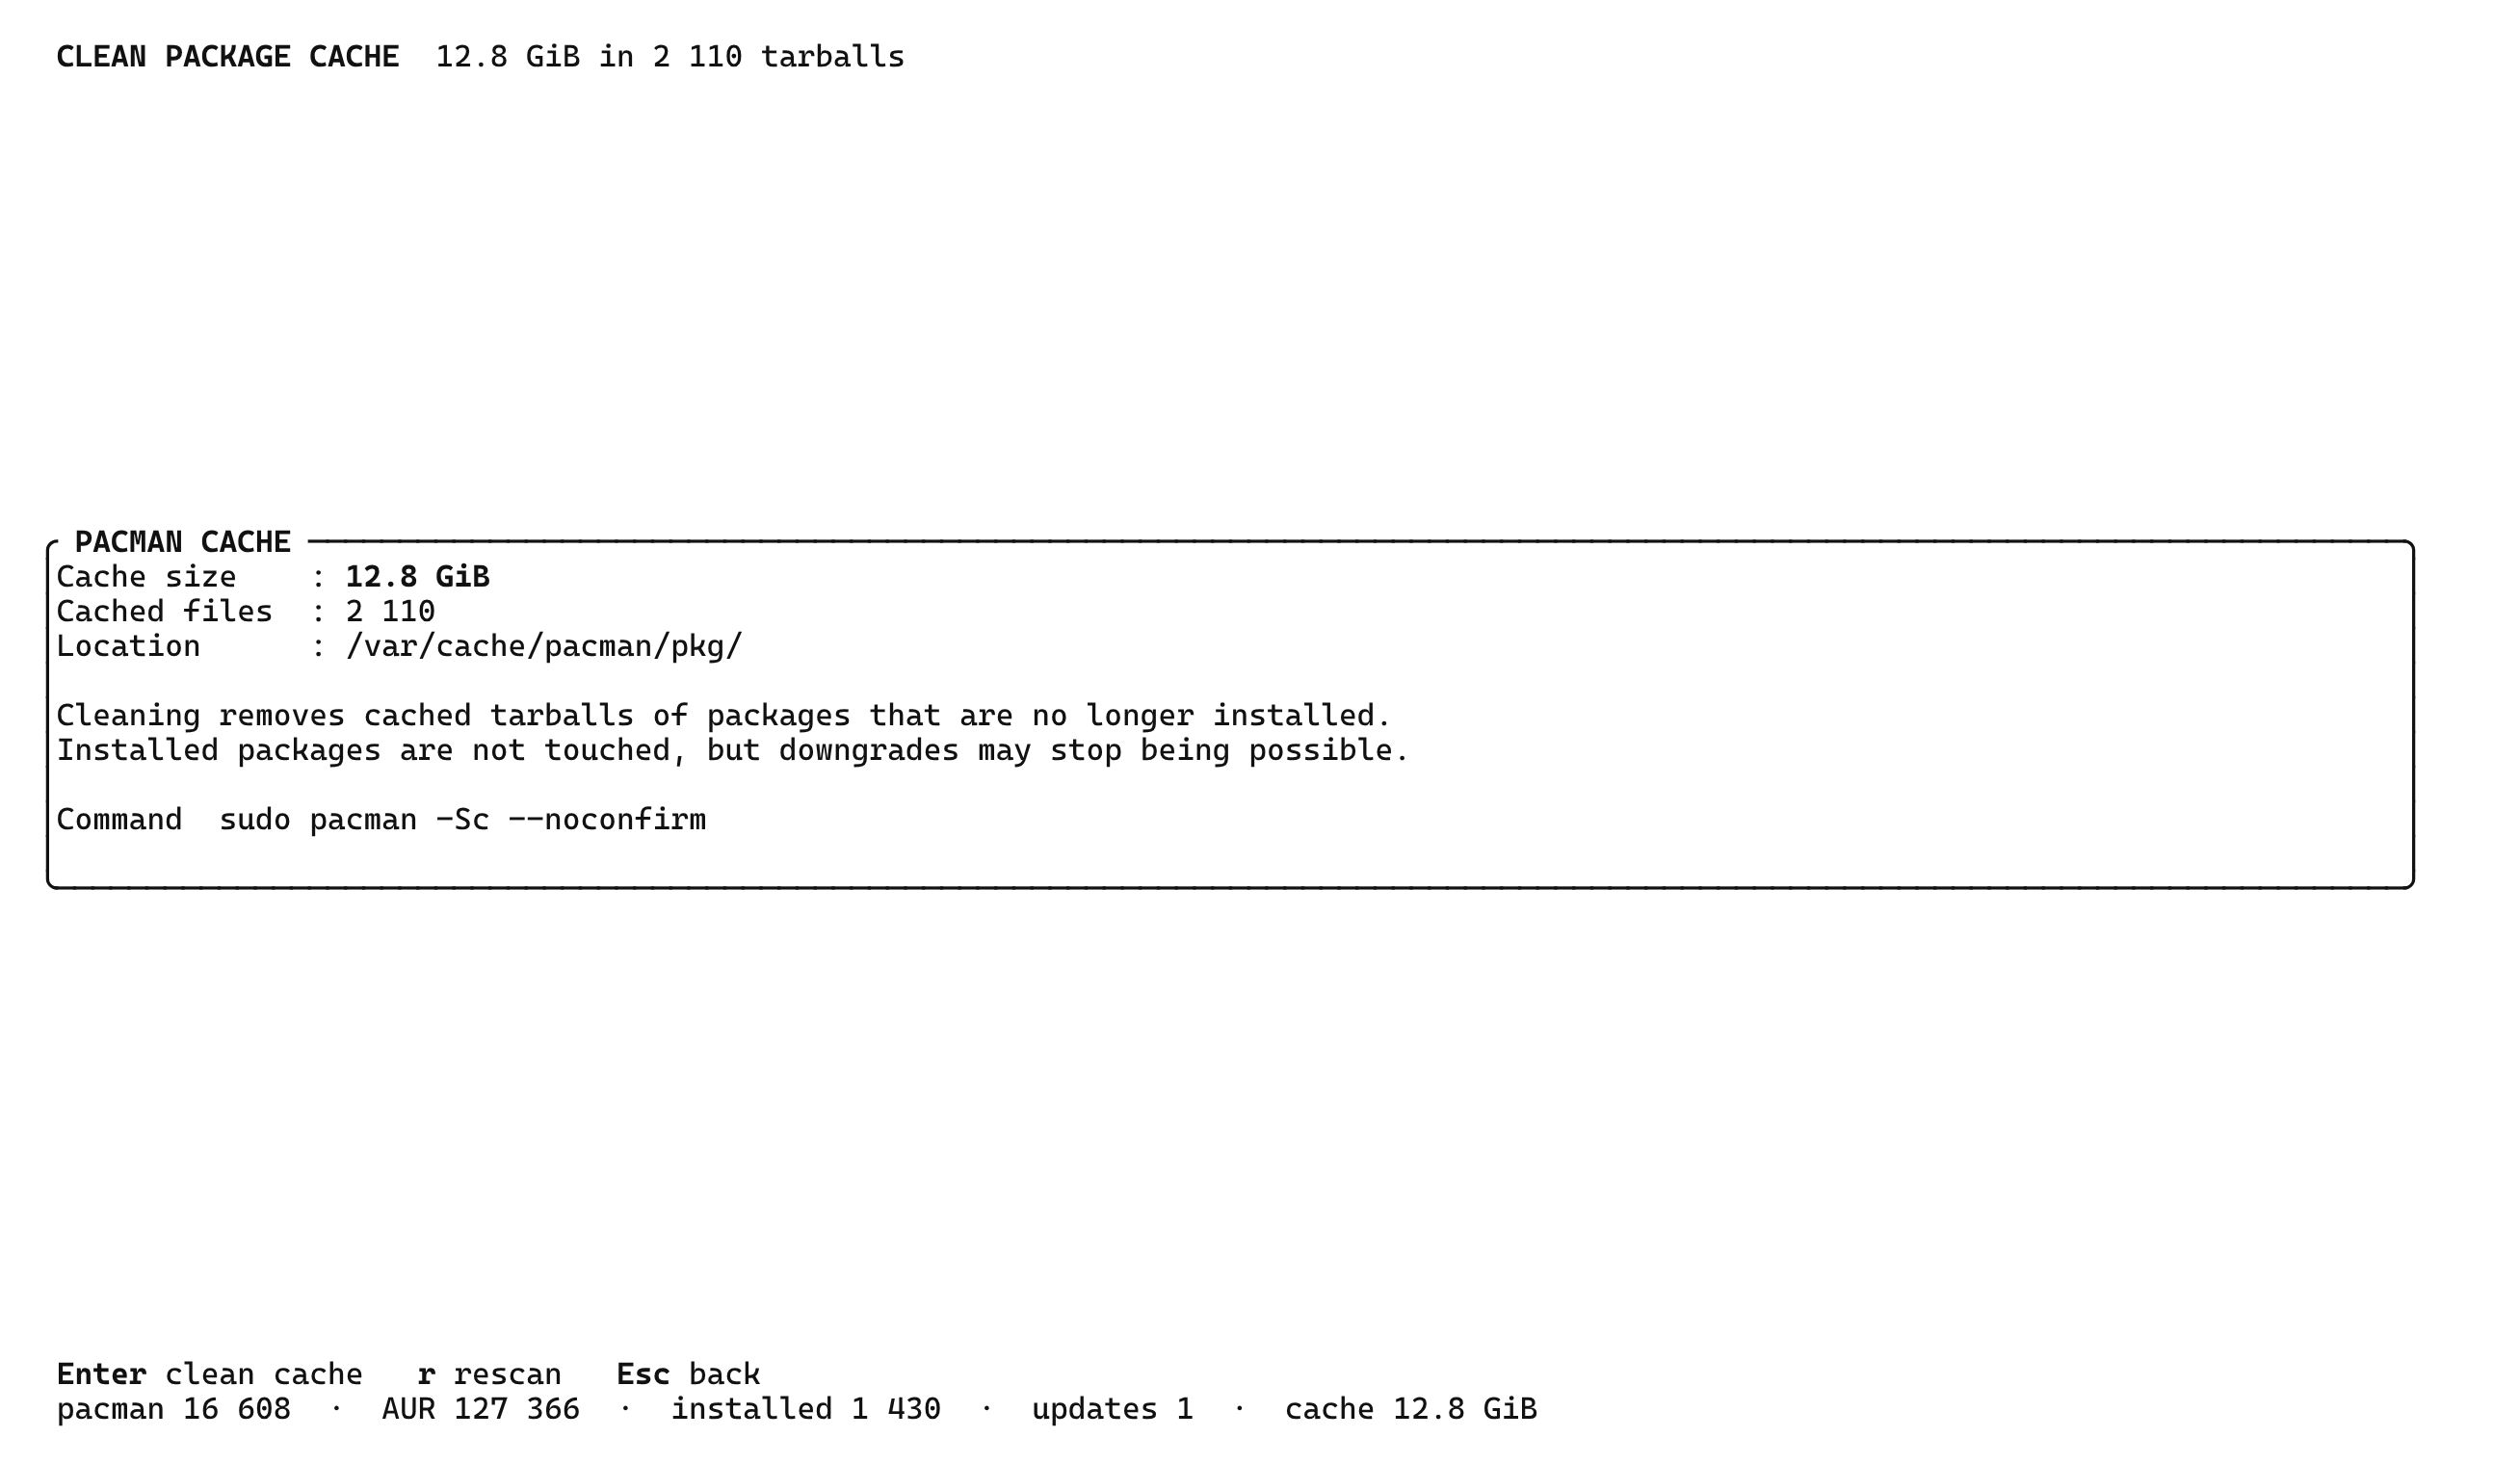 CLEAN PACKAGE CACHE  12.8 GiB in 2 110 tarballs
PACMAN CACHE
Cache size    : 12.8 GiB
Cached files  : 2 110
Location      : /var/cache/pacman/pkg/
Cleaning removes cached tarballs of packages that are no longer installed.
Installed packages are not touched, but downgrades may stop being possible.
Command  sudo pacman -Sc --noconfirm
Enter clean cache   r rescan   Esc back
pacman 16 608  ·  AUR 127 366  ·  installed 1 430  ·  updates 1  ·  cache 12.8 GiB